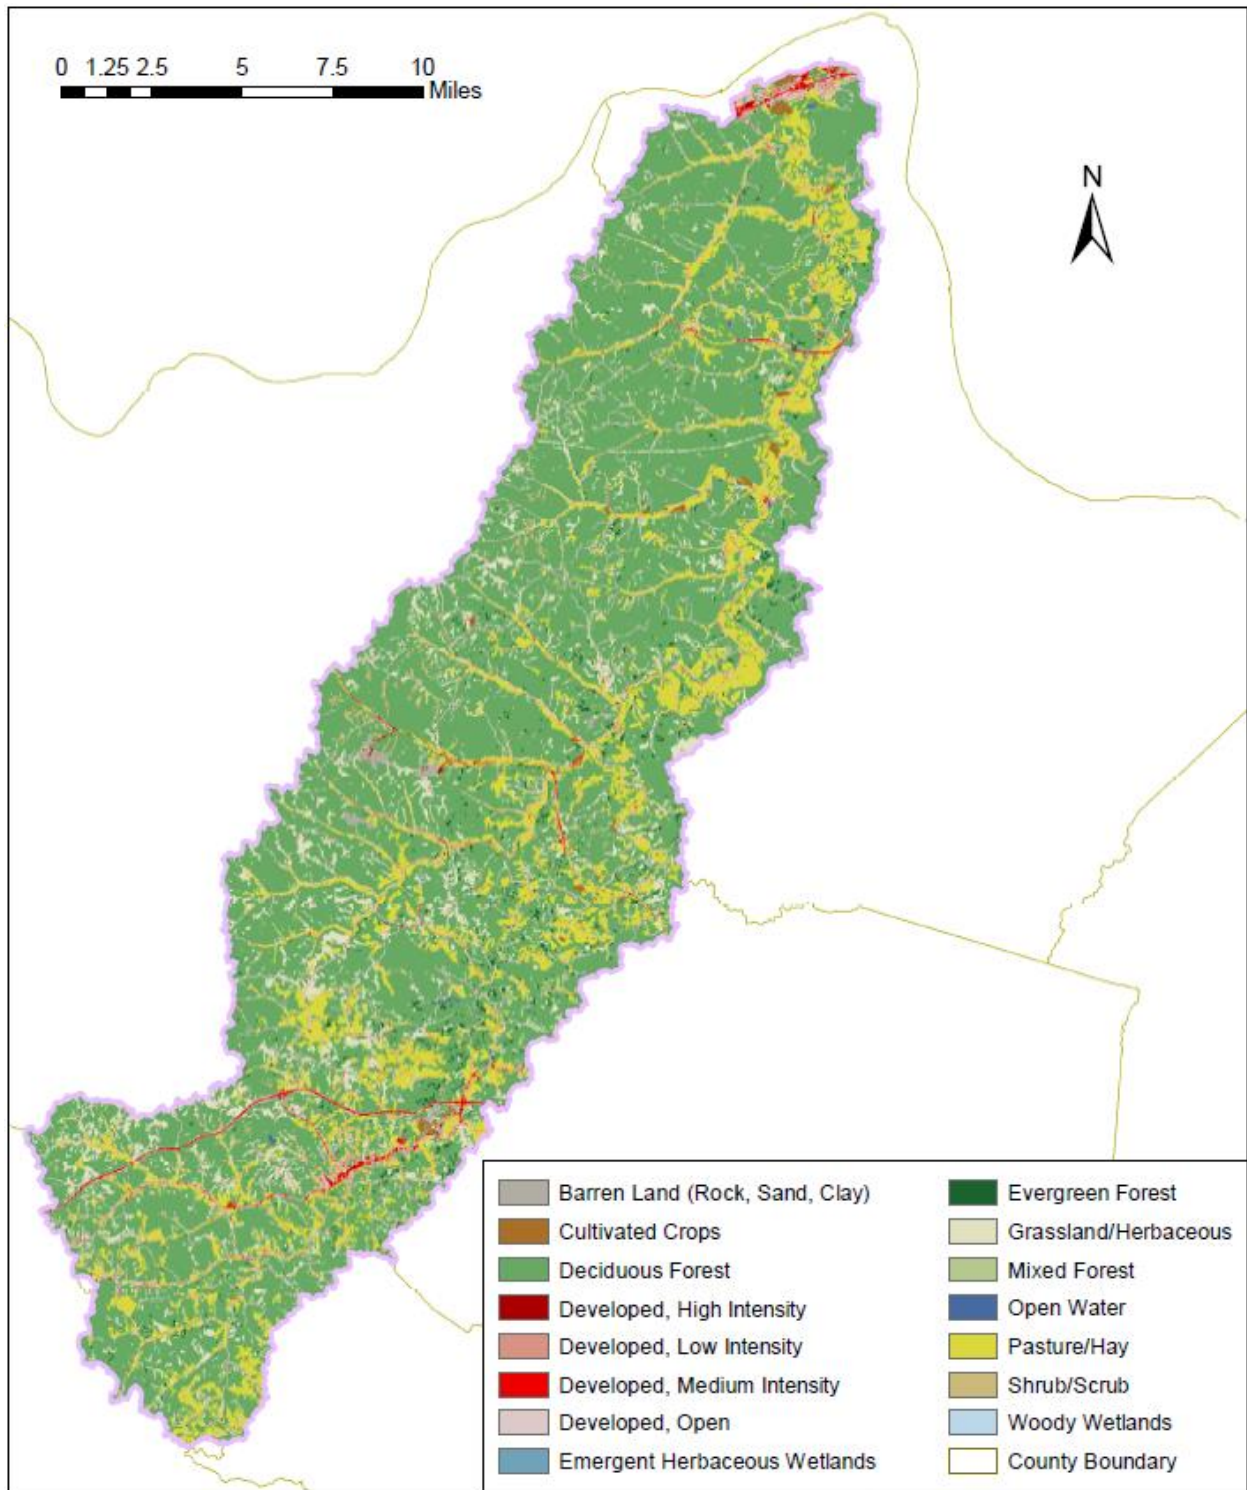 0 1.25 2.5 5 7.5 10
Miles
N
Barren Land (Rock, Sand, Clay)
Cultivated Crops
Deciduous Forest
Developed, High Intensity
Developed, Low Intensity
Developed, Medium Intensity
Developed, Open
Emergent Herbaceous Wetlands
Evergreen Forest
Grassland/Herbaceous
Mixed Forest
Open Water
Pasture/Hay
Shrub/Scrub
Woody Wetlands
County Boundary